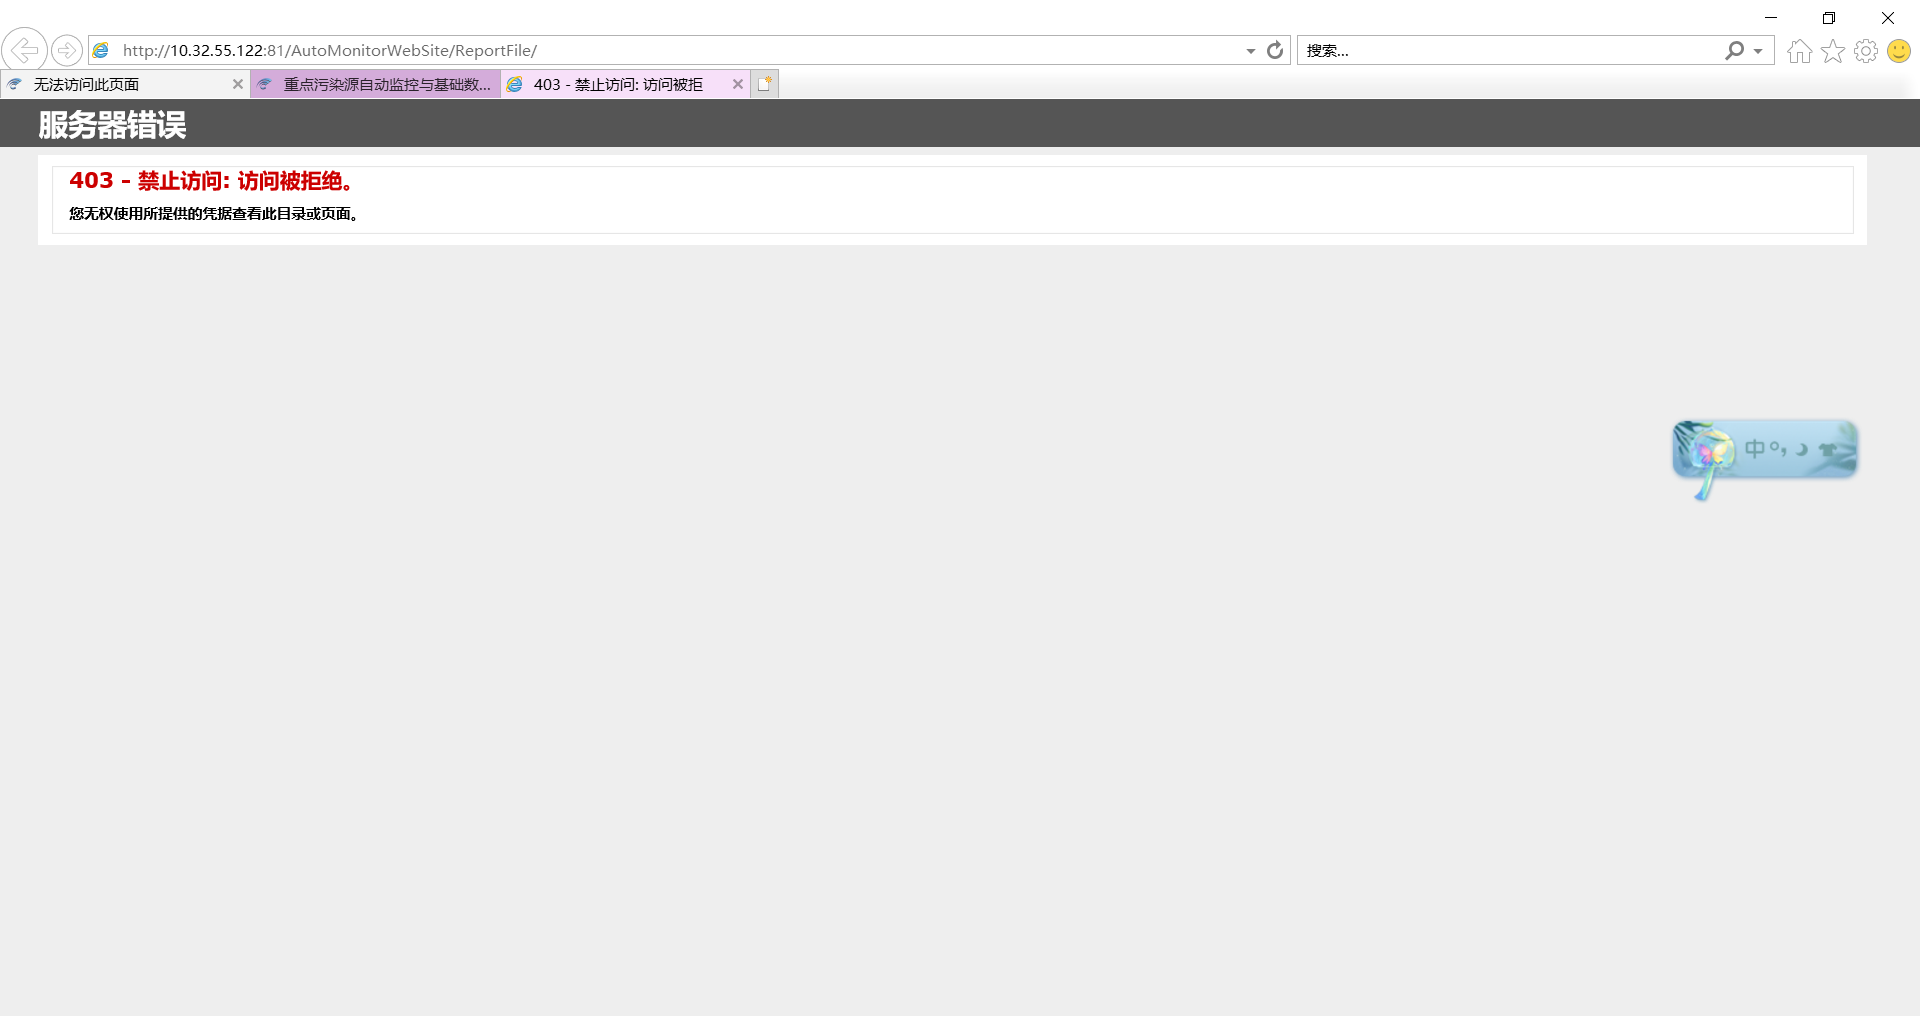 http://10.32.55.122:81/AutoMonitorWebSite/ReportFile/
搜索...
无法访问此页面
重点污染源自动监控与基础数...
403 - 禁止访问: 访问被拒
服务器错误
403 - 禁止访问: 访问被拒绝。
您无权使用所提供的凭据查看此目录或页面。
中